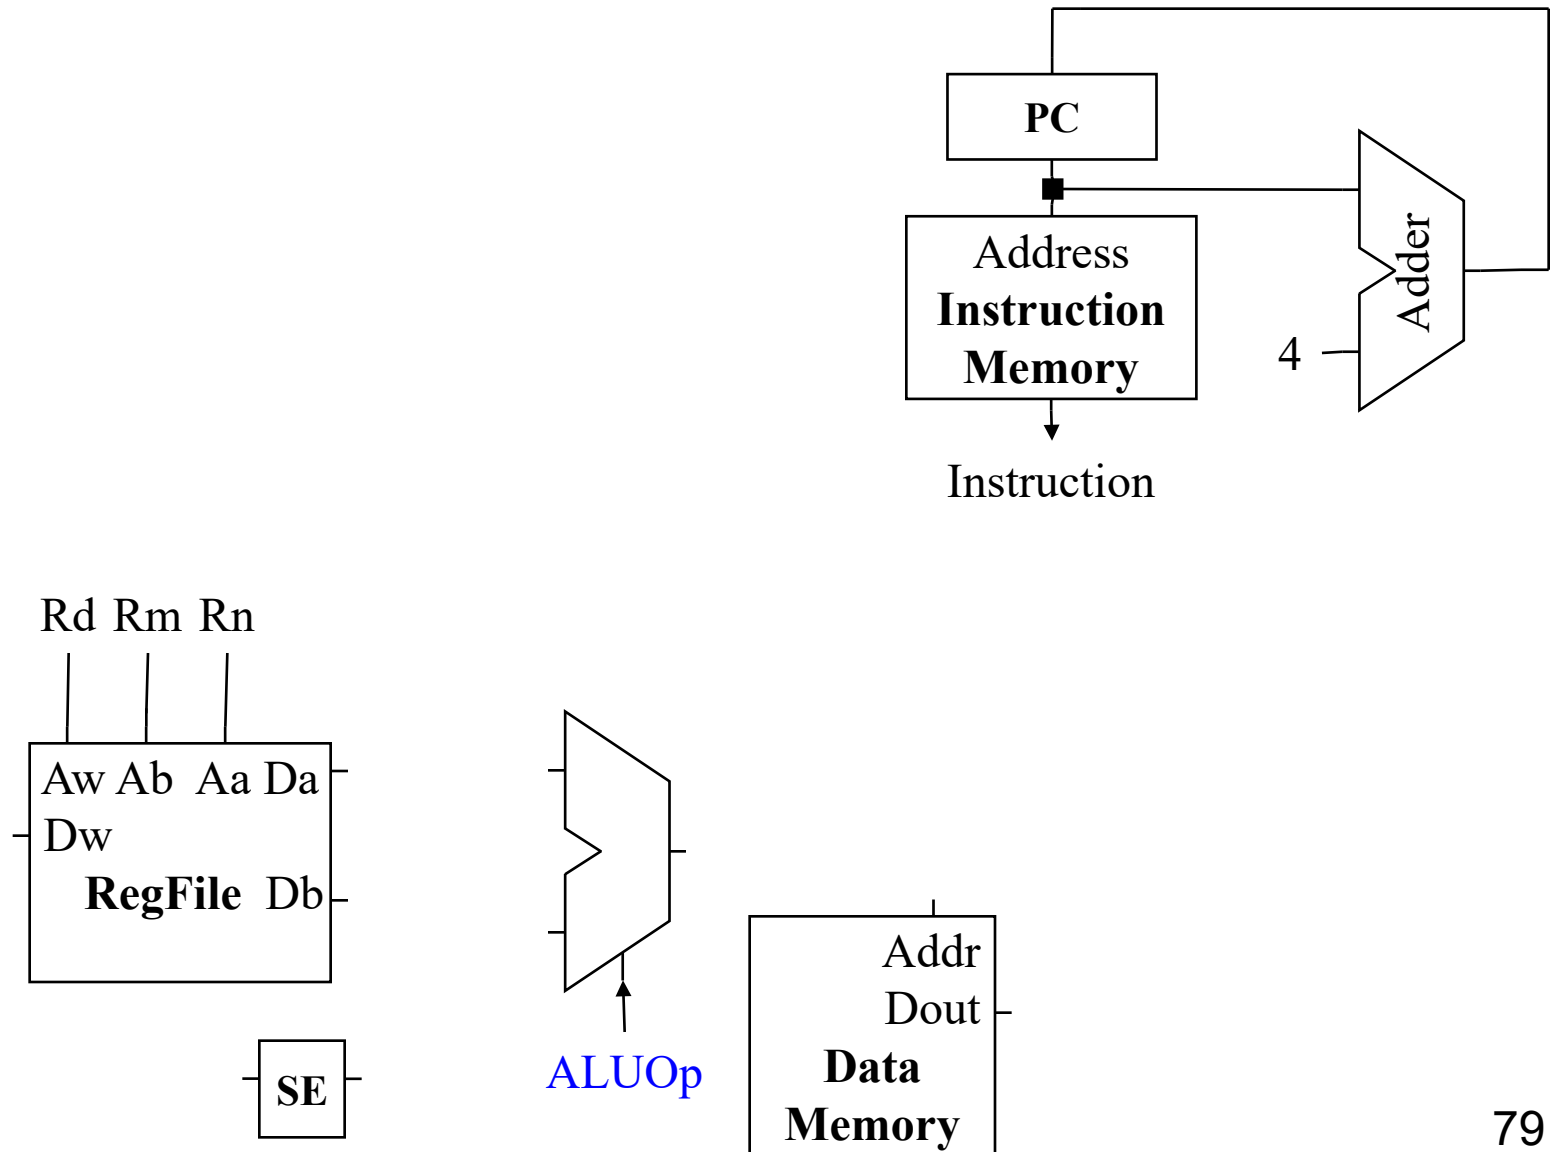 PC
Address
Instruction
Memory
Adder
4
Instruction
Rd Rm Rn
Aw Ab Aa Da
Dw
RegFile Db
Addr
Dout
Data
Memory
ALUOp
SE
79